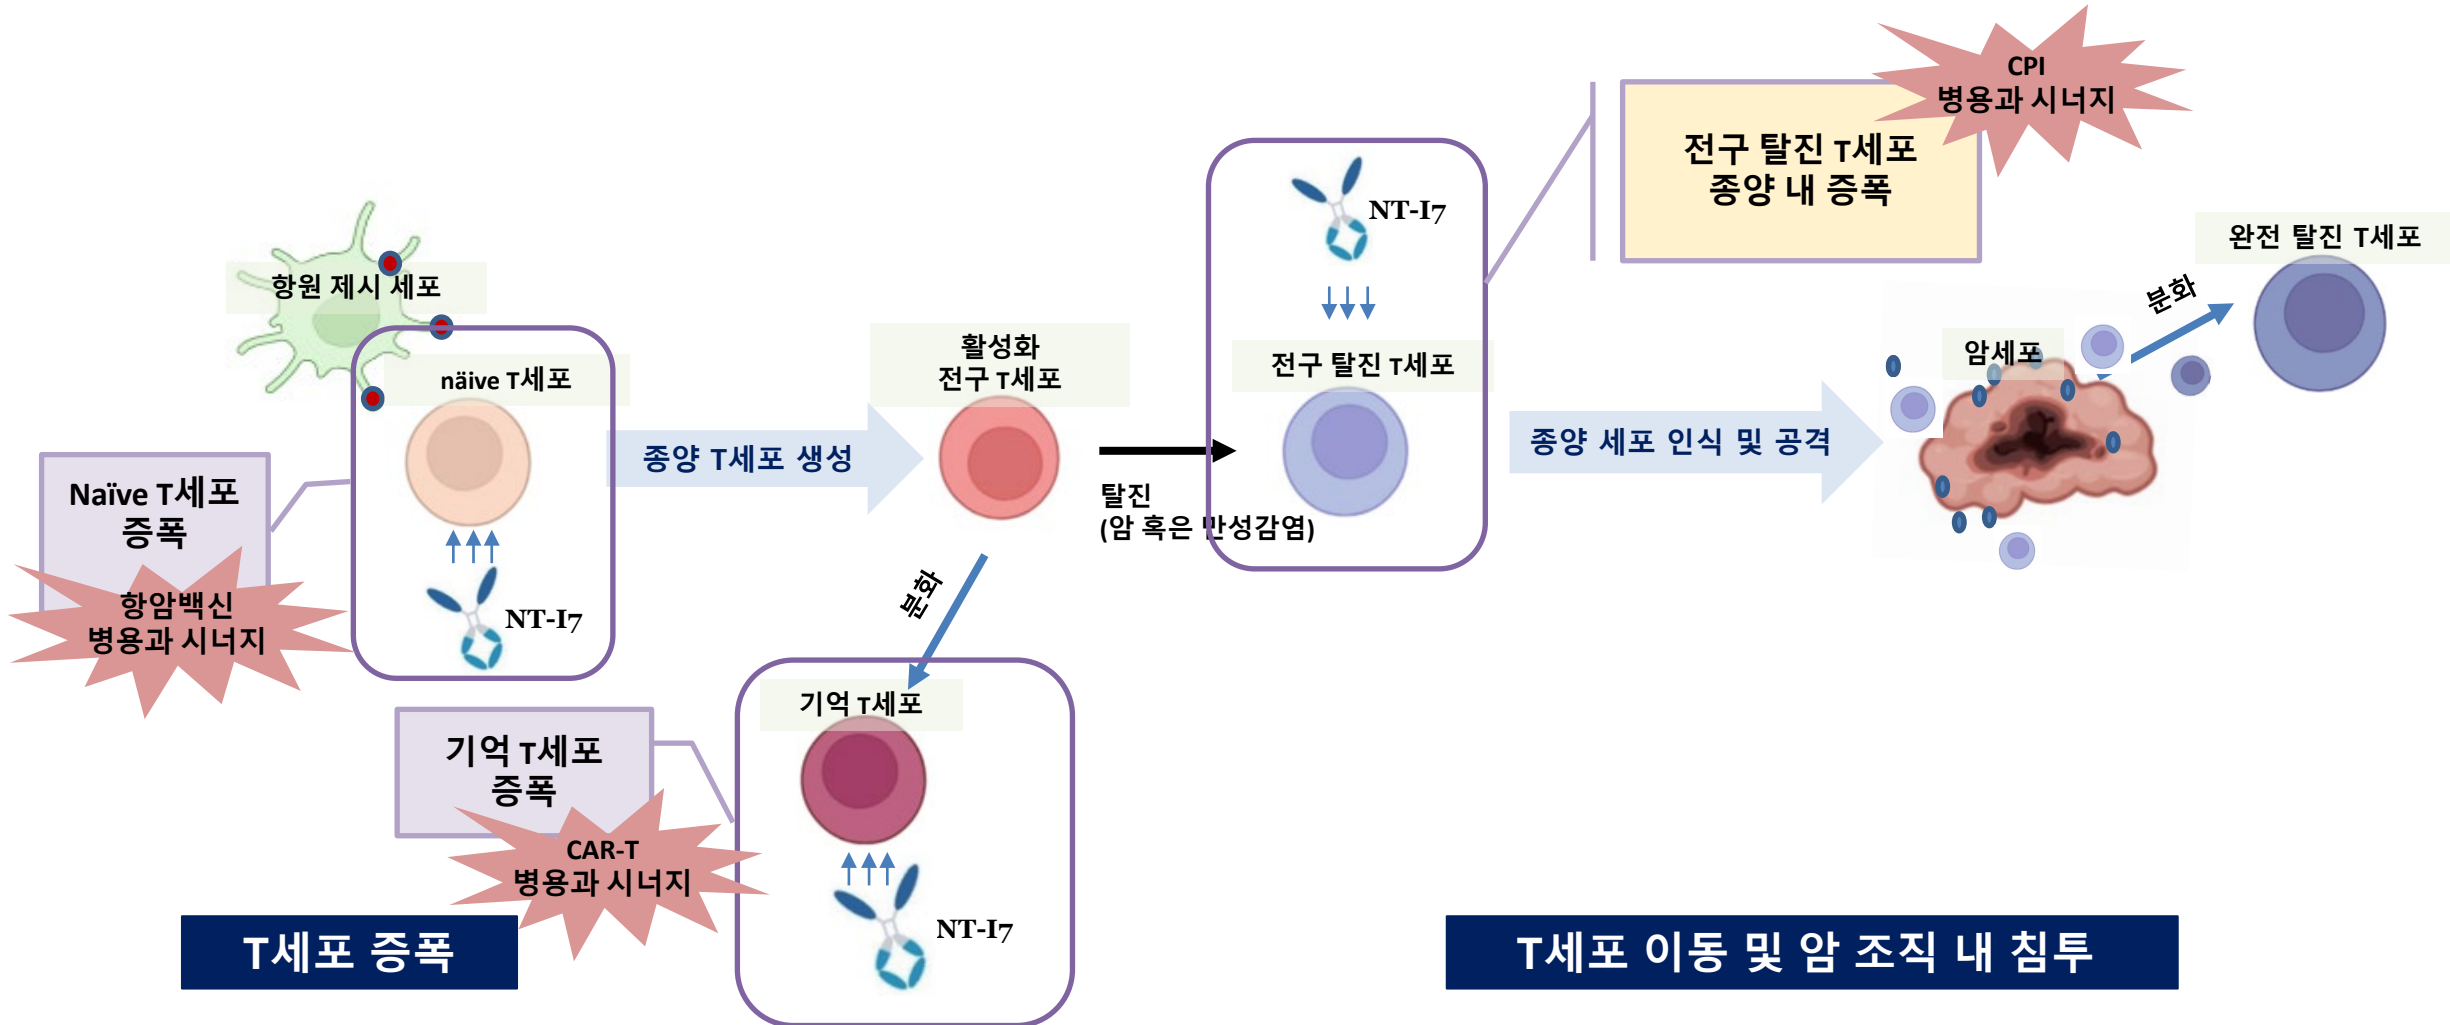 CPI
병용과 시너지
전구 탈진 T세포
종양 내 증폭
NT-I7
완전 탈진 T세포
분화
항원 제시 세포
näive T세포
활성화
전구 T세포
전구 탈진 T세포
암세포
종양 T세포 생성
종양 세포 인식 및 공격
탈진
(암 혹은 만성감염)
Naïve T세포
증폭
항암백신
병용과 시너지
NT-I7
분화
기억 T세포
기억 T세포
증폭
CAR-T
병용과 시너지
NT-I7
T세포 증폭
T세포 이동 및 암 조직 내 침투